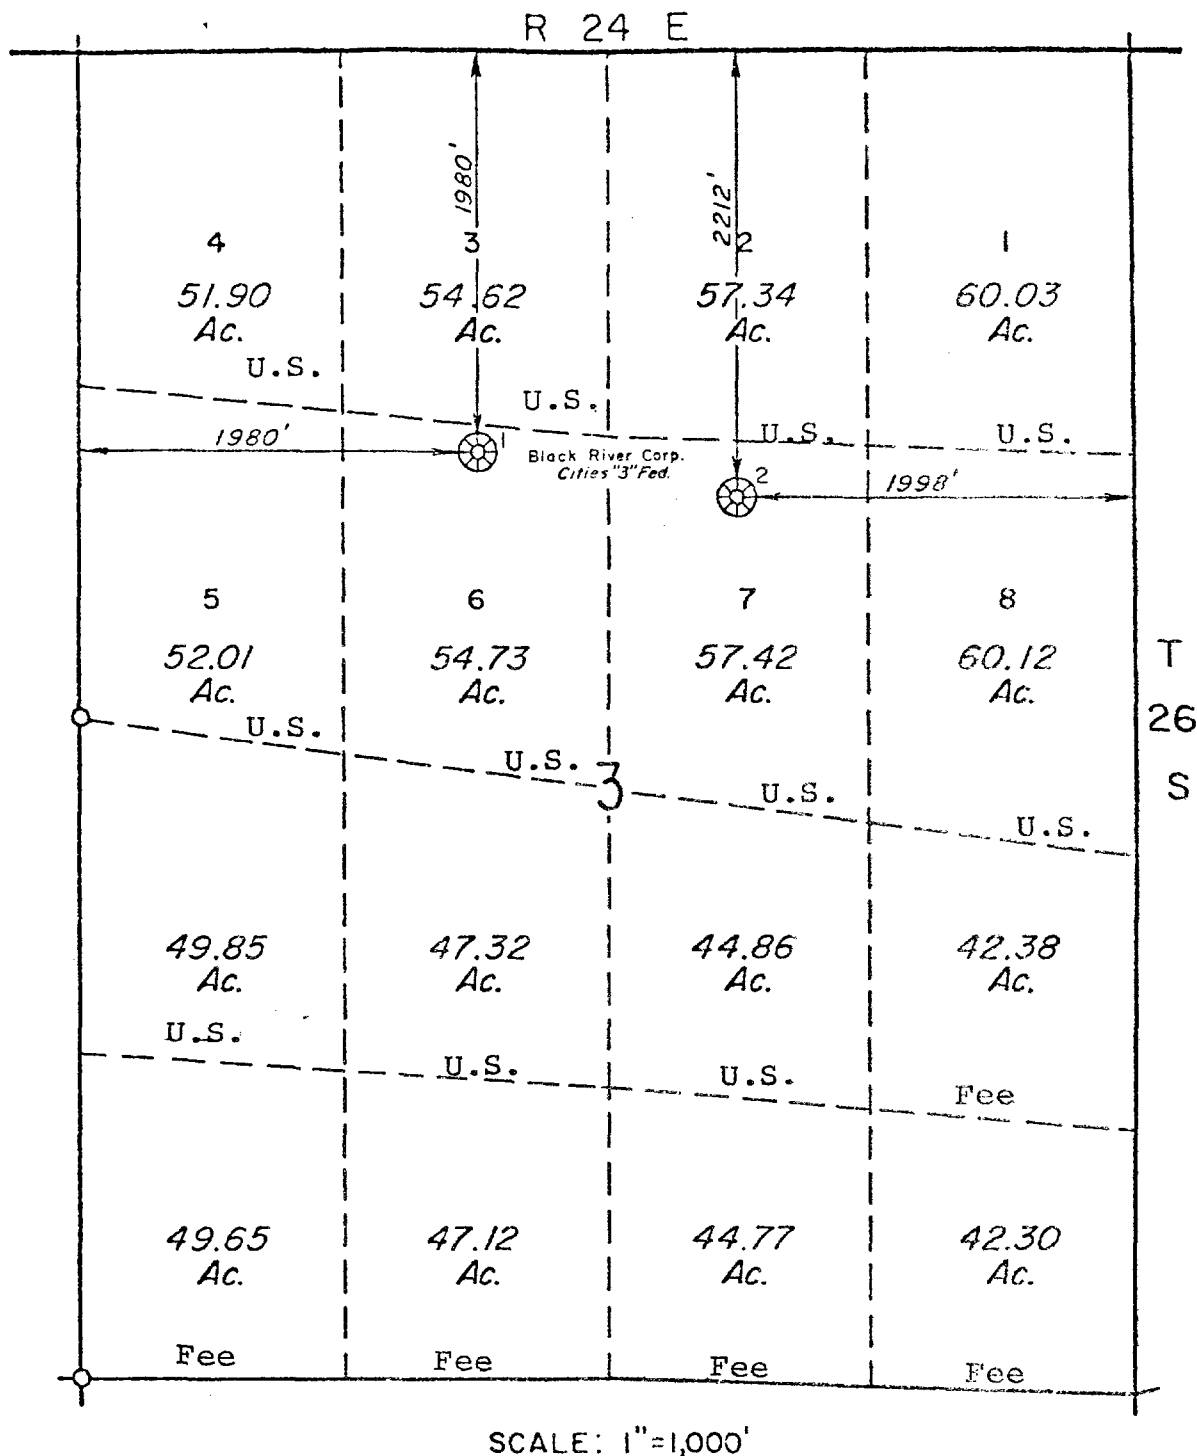 R 24 E
1980'
2212'
4
3
2
1
51.90
54.62
57.34
60.03
Ac.
Ac.
Ac.
Ac.
U.S.
U.S.
U.S.
U.S.
1980'
1
Black River Corp.
Cities "3" Fed.
2
1998'
5
6
7
8
52.01
54.73
57.42
60.12
Ac.
Ac.
Ac.
Ac.
T
26
S
U.S.
U.S.
3
U.S.
U.S.
49.85
47.32
44.86
42.38
Ac.
Ac.
Ac.
Ac.
U.S.
U.S.
U.S.
Fee
49.65
47.12
44.77
42.30
Ac.
Ac.
Ac.
Ac.
Fee
Fee
Fee
Fee
SCALE: 1"=1,000'